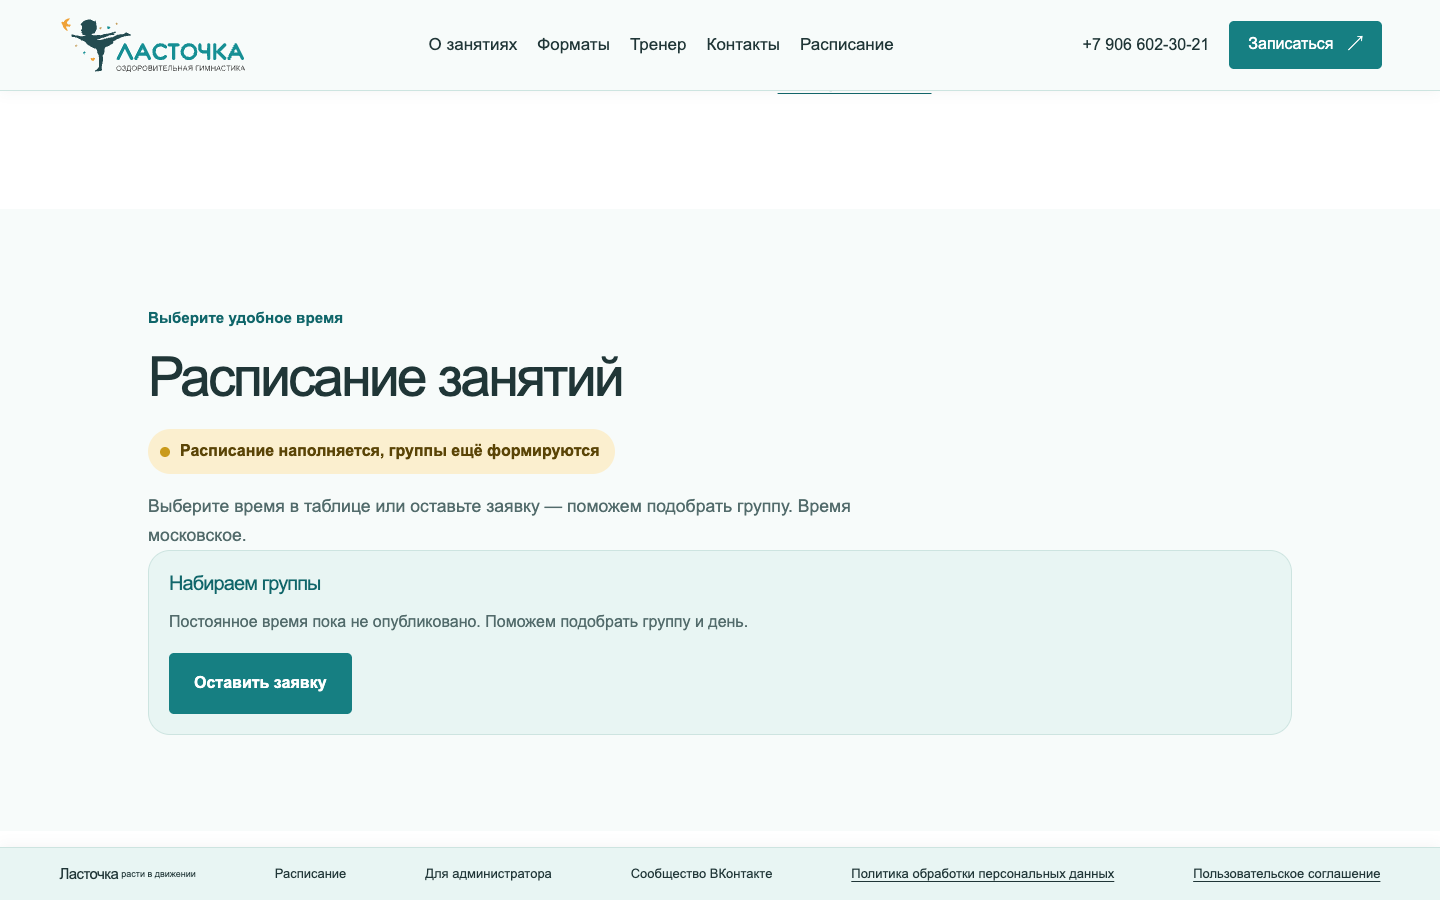 ЛАСТОЧКА
ОЗДОРОВИТЕЛЬНАЯ ГИМНАСТИКА
О занятиях Форматы Тренер Контакты Расписание
+7 906 602-30-21
Записаться
Выберите удобное время
Расписание занятий
Расписание наполняется, группы ещё формируются
Выберите время в таблице или оставьте заявку — поможем подобрать группу. Время
московское.
Набираем группы
Постоянное время пока не опубликовано. Поможем подобрать группу и день.
Оставить заявку
Ласточка расти в движении
Расписание
Для администратора
Сообщество ВКонтакте
Политика обработки персональных данных
Пользовательское соглашение